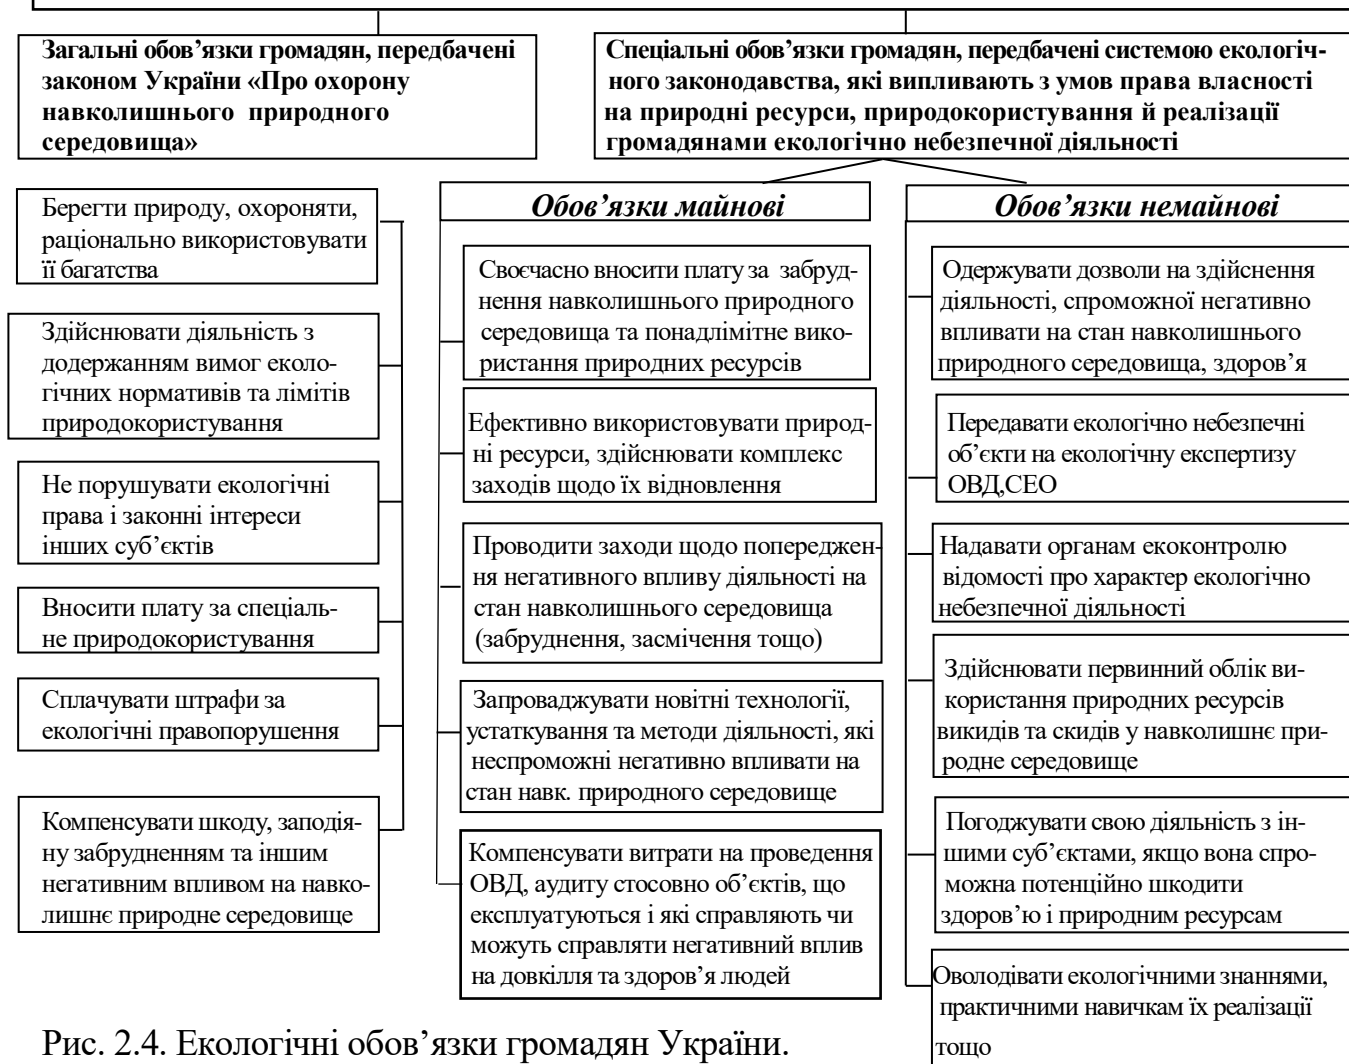 Загальні обов’язки громадян, передбачені
законом України «Про охорону
навколишнього природного
середовища»
Спеціальні обов’язки громадян, передбачені системою екологіч-
ного законодавства, які випливають з умов права власності
на природні ресурси, природокористування й реалізації
громадянами екологічно небезпечної діяльності
Берегти природу, охороняти,
раціонально використовувати
її багатства
Здійснювати діяльність з
додержанням вимог еколо-
гічних нормативів та лімітів
природокористування
Не порушувати екологічні
права і законні інтереси
інших суб’єктів
Вносити плату за спеціаль-
не природокористування
Сплачувати штрафи за
екологічні правопорушення
Компенсувати шкоду, заподія-
ну забрудненням та іншим
негативним впливом на навко-
лишнє природне середовище
Обов’язки майнові
Своєчасно вносити плату за забруд-
нення навколишнього природного
середовища та понадлімітне вико-
ристання природних ресурсів
Ефективно використовувати природ-
ні ресурси, здійснювати комплекс
заходів щодо їх відновлення
Проводити заходи щодо попереджен-
ня негативного впливу діяльності на
стан навколишнього середовища
(забруднення, засмічення тощо)
Запроваджувати новітні технології,
устаткування та методи діяльності, які
неспроможні негативно впливати на
стан навк. природного середовище
Компенсувати витрати на проведення
ОВД, аудиту стосовно об’єктів, що
експлуатуються і які справляють чи
можуть справляти негативний вплив
на довкілля та здоров’я людей
Обов’язки немайнові
Одержувати дозволи на здійснення
діяльності, спроможної негативно
впливати на стан навколишнього
природного середовища, здоров’я
Передавати екологічно небезпечні
об’єкти на екологічну експертизу
ОВД,СЕО
Надавати органам екоконтролю
відомості про характер екологічно
небезпечної діяльності
Здійснювати первинний облік ви-
користання природних ресурсів
викидів та скидів у навколишнє при-
родне середовище
Погоджувати свою діяльність з ін-
шими суб’єктами, якщо вона спро-
можна потенційно шкодити
здоров’ю і природним ресурсам
Оволодівати екологічними знаннями,
практичними навичкам їх реалізації
тощо
Рис. 2.4. Екологічні обов’язки громадян України.